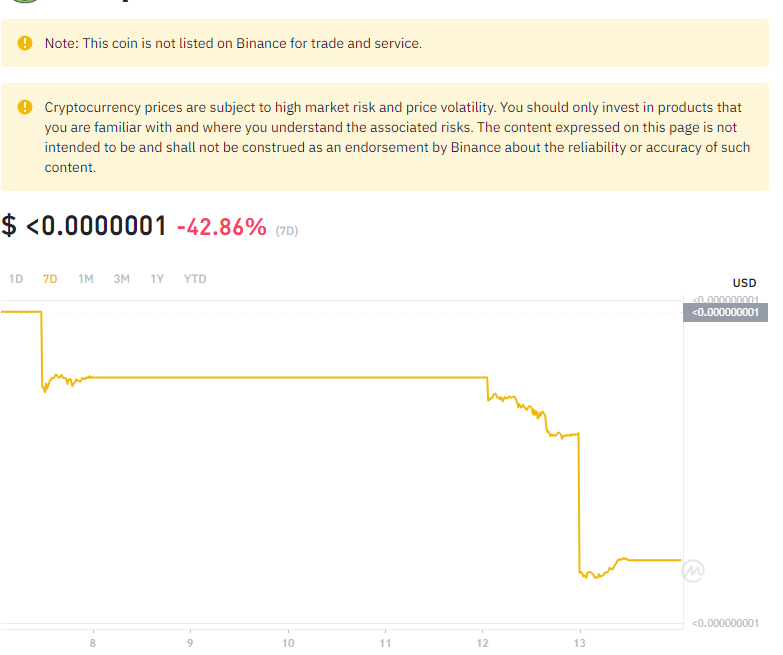 Note: This coin is not listed on Binance for trade and service.
Cryptocurrency prices are subject to high market risk and price volatility. You should only invest in products that
you are familiar with and where you understand the associated risks. The content expressed on this page is not
intended to be and shall not be construed as an endorsement by Binance about the reliability or accuracy of such
content.
$ <0.0000001 -42.86% (7D)
1D 7D 1M 3M 1Y YTD
USD
<0.000000001
<0.000000001
<0.000000001
8 9 10 11 12 13